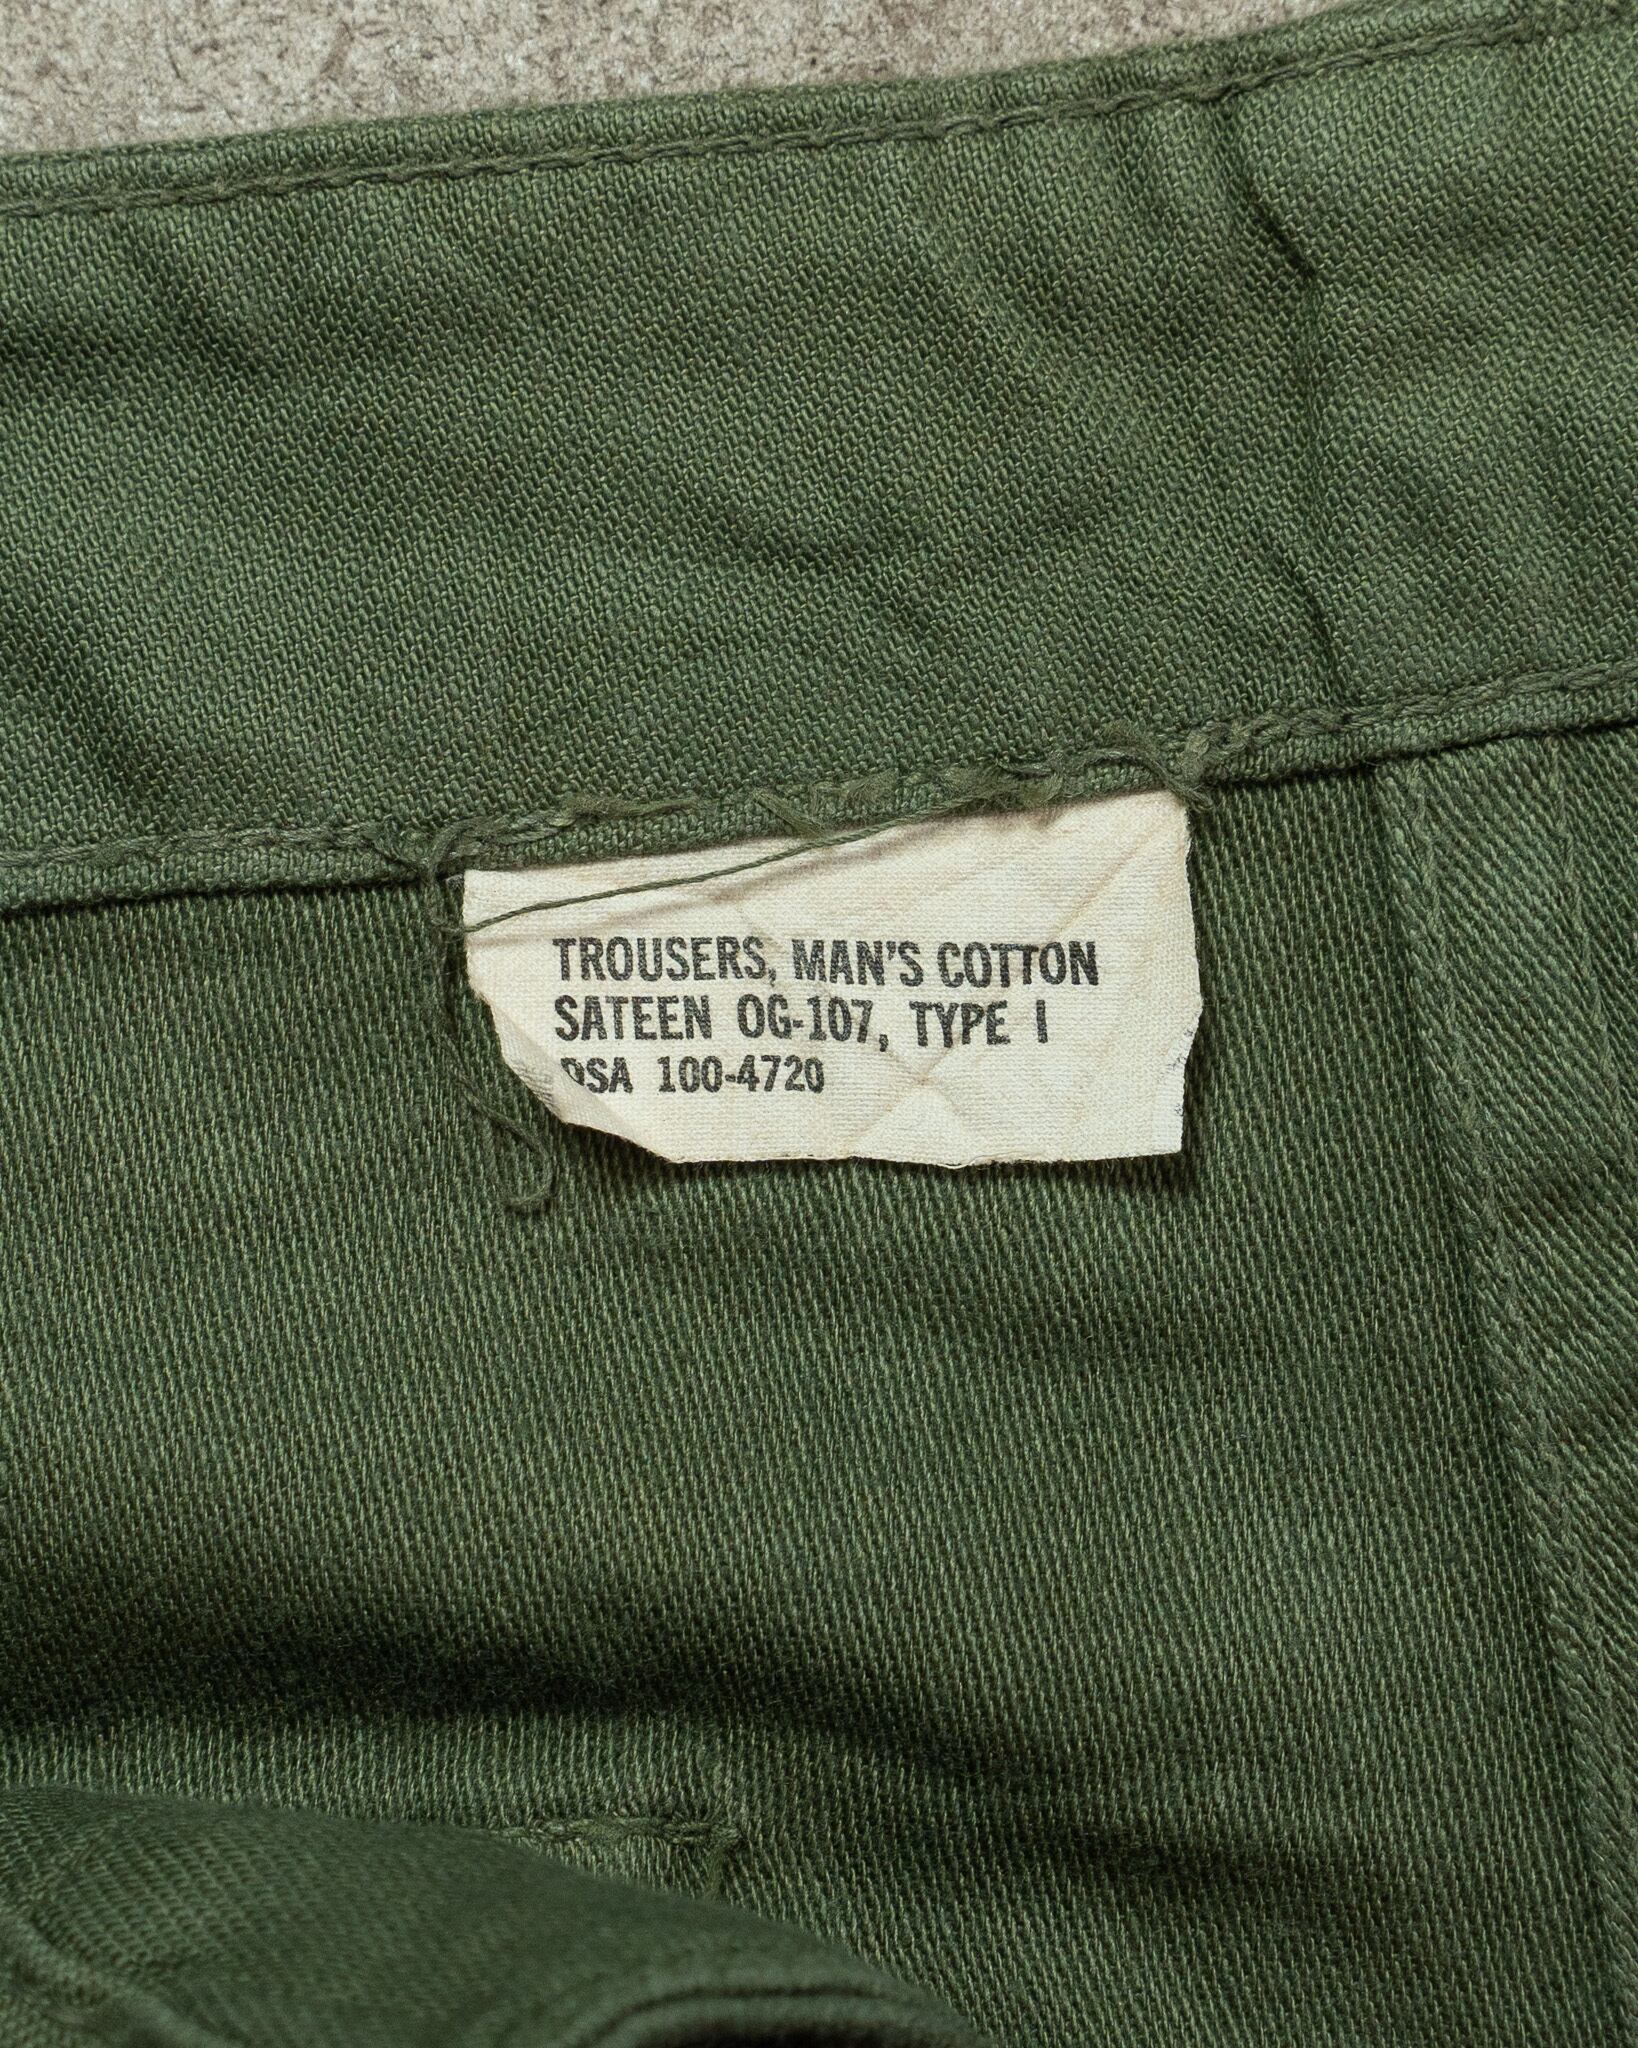 TROUSERS, MAN'S COTTON
SATEEN OG-107, TYPE I
DSA 100-4720